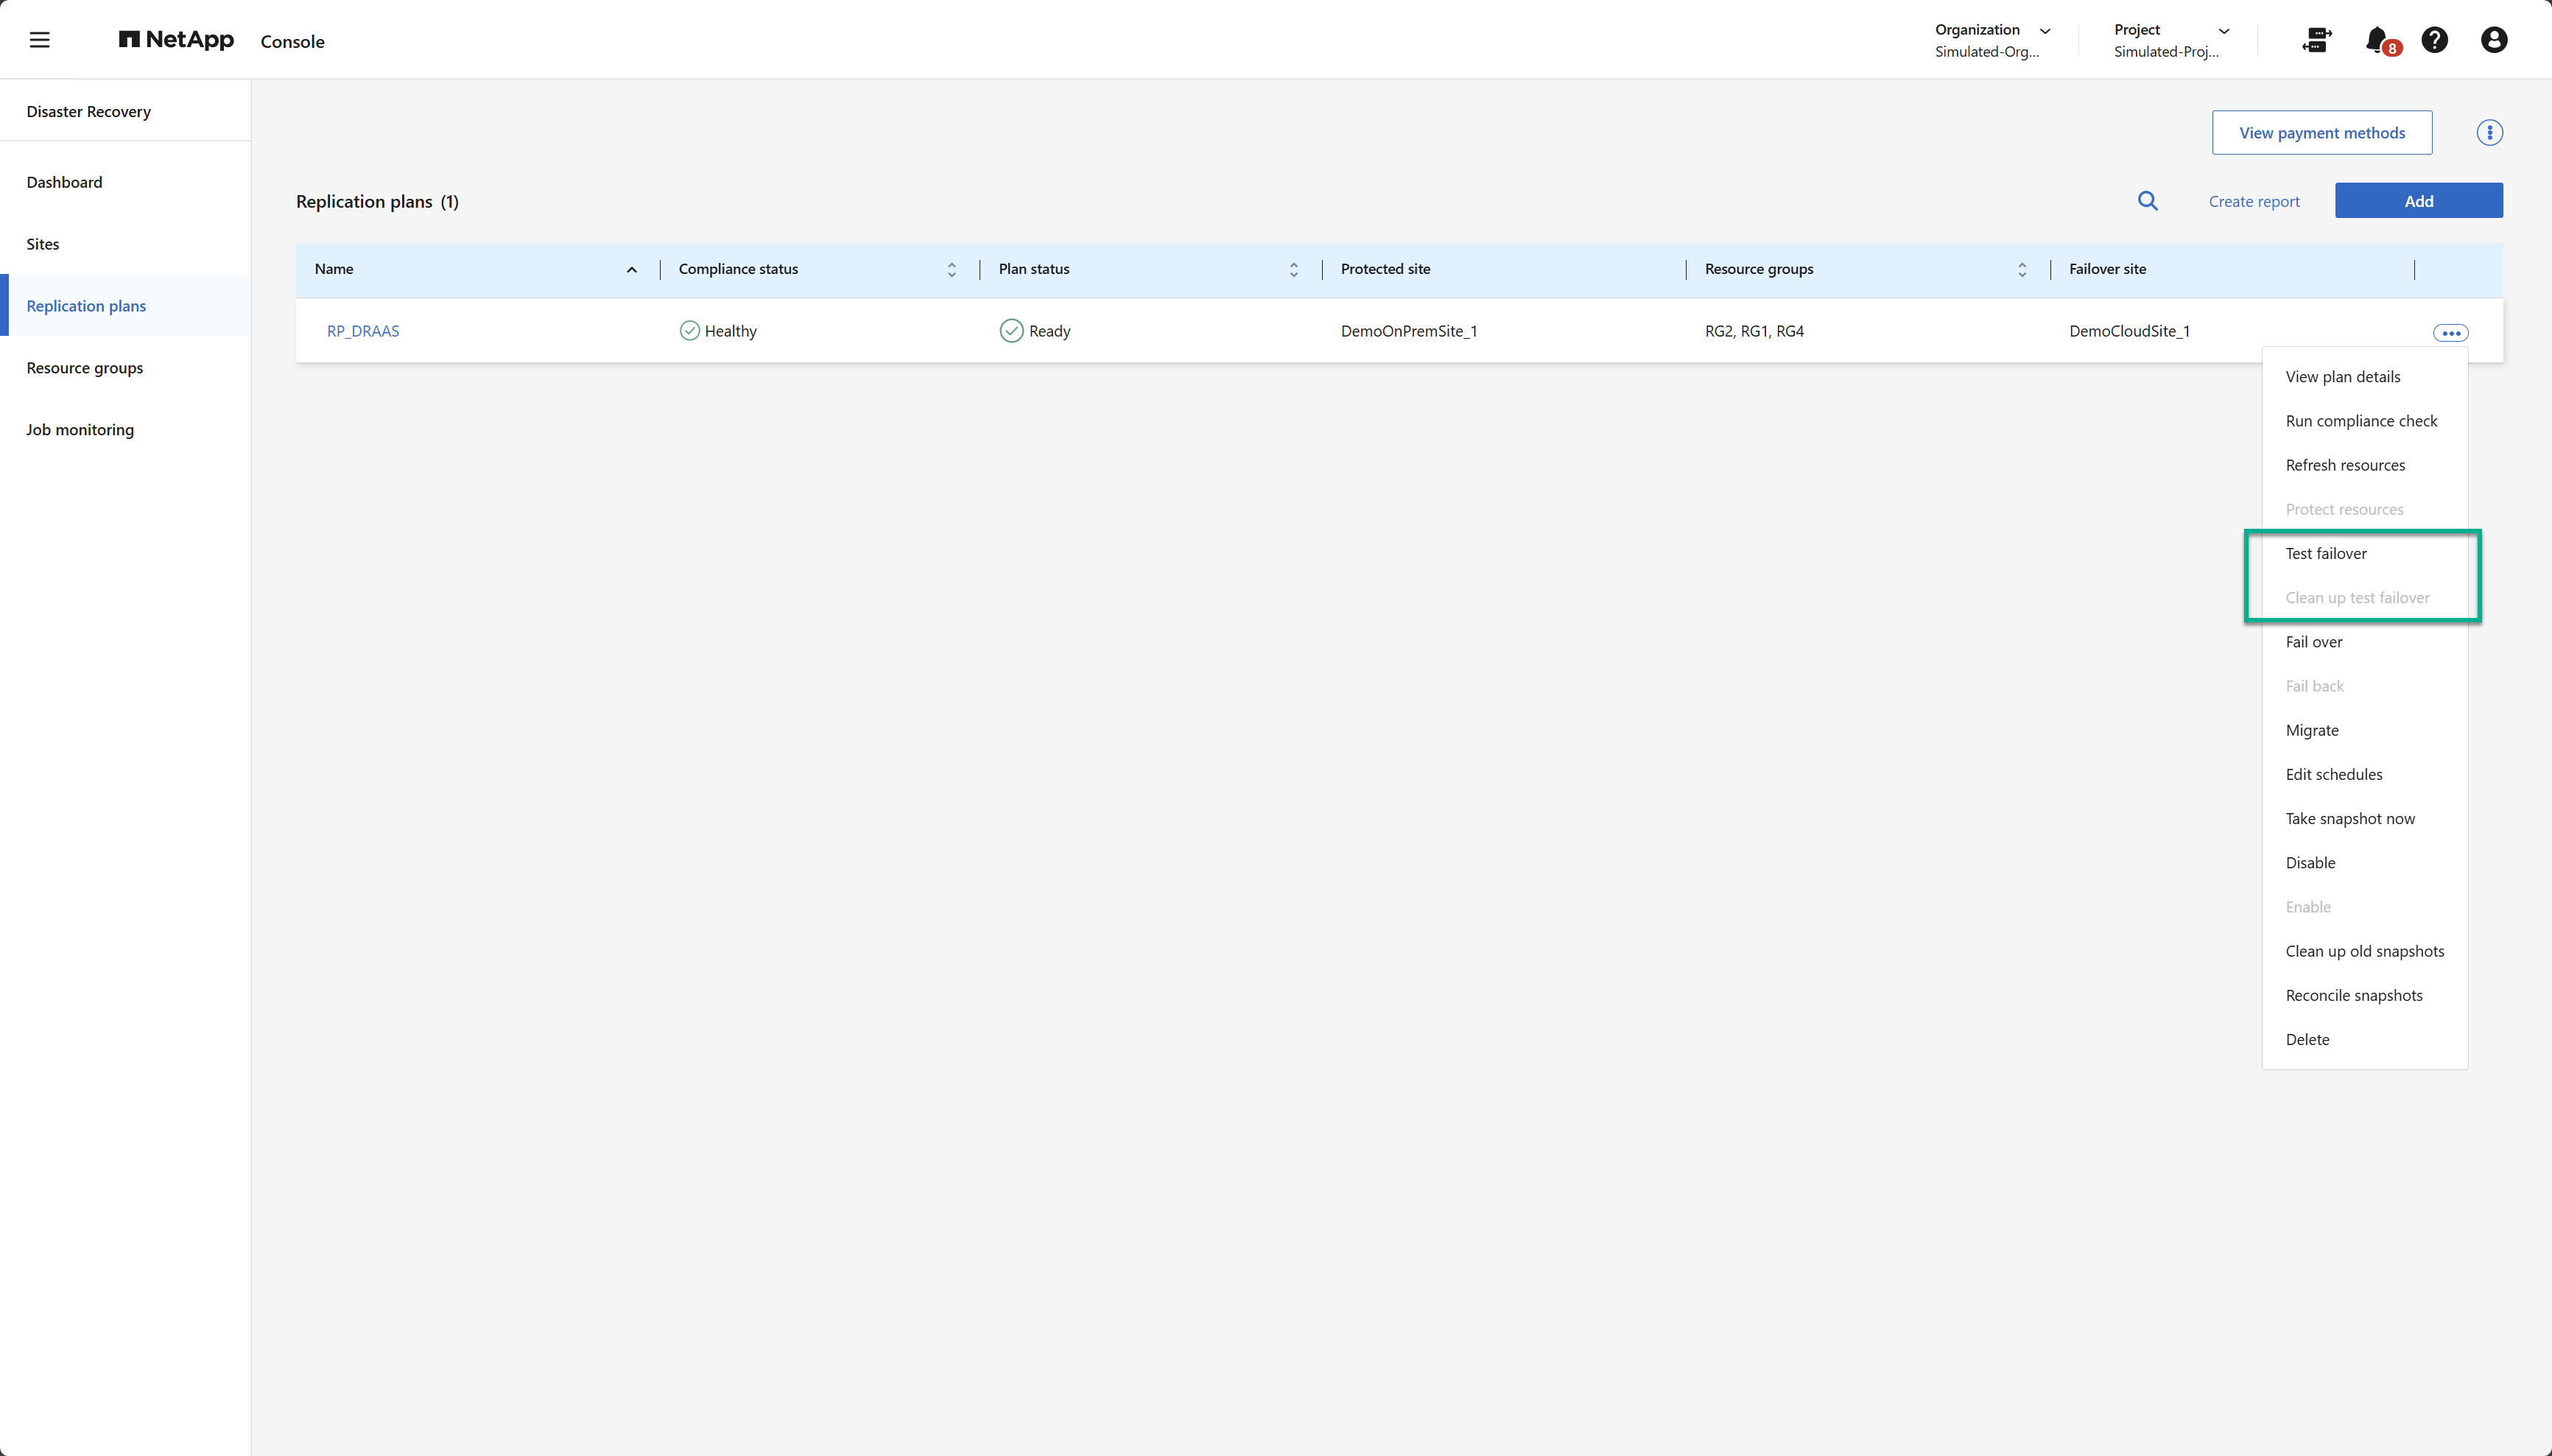 NetApp Console
Organization
Simulated-Org...
Project
Simulated-Proj...
8
Disaster Recovery
Dashboard
Sites
Replication plans
Resource groups
Job monitoring
View payment methods
Replication plans (1)
Create report
Add
Name
Compliance status
Plan status
Protected site
Resource groups
Failover site
RP_DRAAS
Healthy
Ready
DemoOnPremSite_1
RG2, RG1, RG4
DemoCloudSite_1
View plan details
Run compliance check
Refresh resources
Protect resources
Test failover
Clean up test failover
Fail over
Fail back
Migrate
Edit schedules
Take snapshot now
Disable
Enable
Clean up old snapshots
Reconcile snapshots
Delete